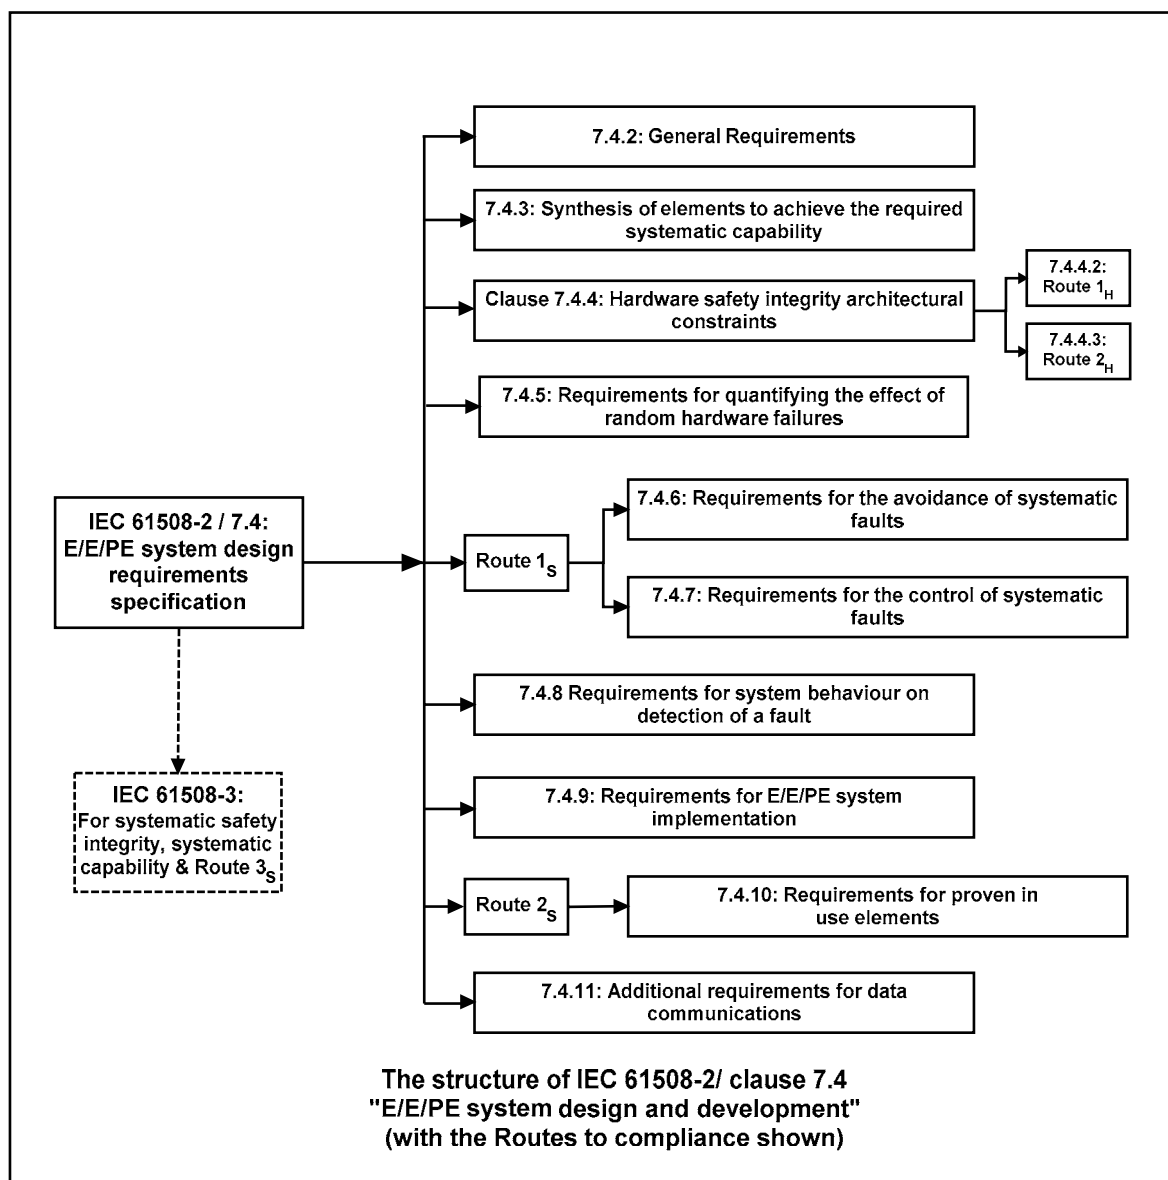 7.4.2: General Requirements
7.4.3: Synthesis of elements to achieve the required
systematic capability
Clause 7.4.4: Hardware safety integrity architectural
constraints
7.4.4.2:
Route 1H
7.4.4.3:
Route 2H
7.4.5: Requirements for quantifying the effect of
random hardware failures
IEC 61508-2 / 7.4:
E/E/PE system design
requirements
specification
Route 1S
7.4.6: Requirements for the avoidance of systematic
faults
7.4.7: Requirements for the control of systematic
faults
7.4.8 Requirements for system behaviour on
detection of a fault
IEC 61508-3:
For systematic safety
integrity, systematic
capability & Route 3S
7.4.9: Requirements for E/E/PE system
implementation
Route 2S
7.4.10: Requirements for proven in
use elements
7.4.11: Additional requirements for data
communications
The structure of IEC 61508-2/ clause 7.4
"E/E/PE system design and development"
(with the Routes to compliance shown)